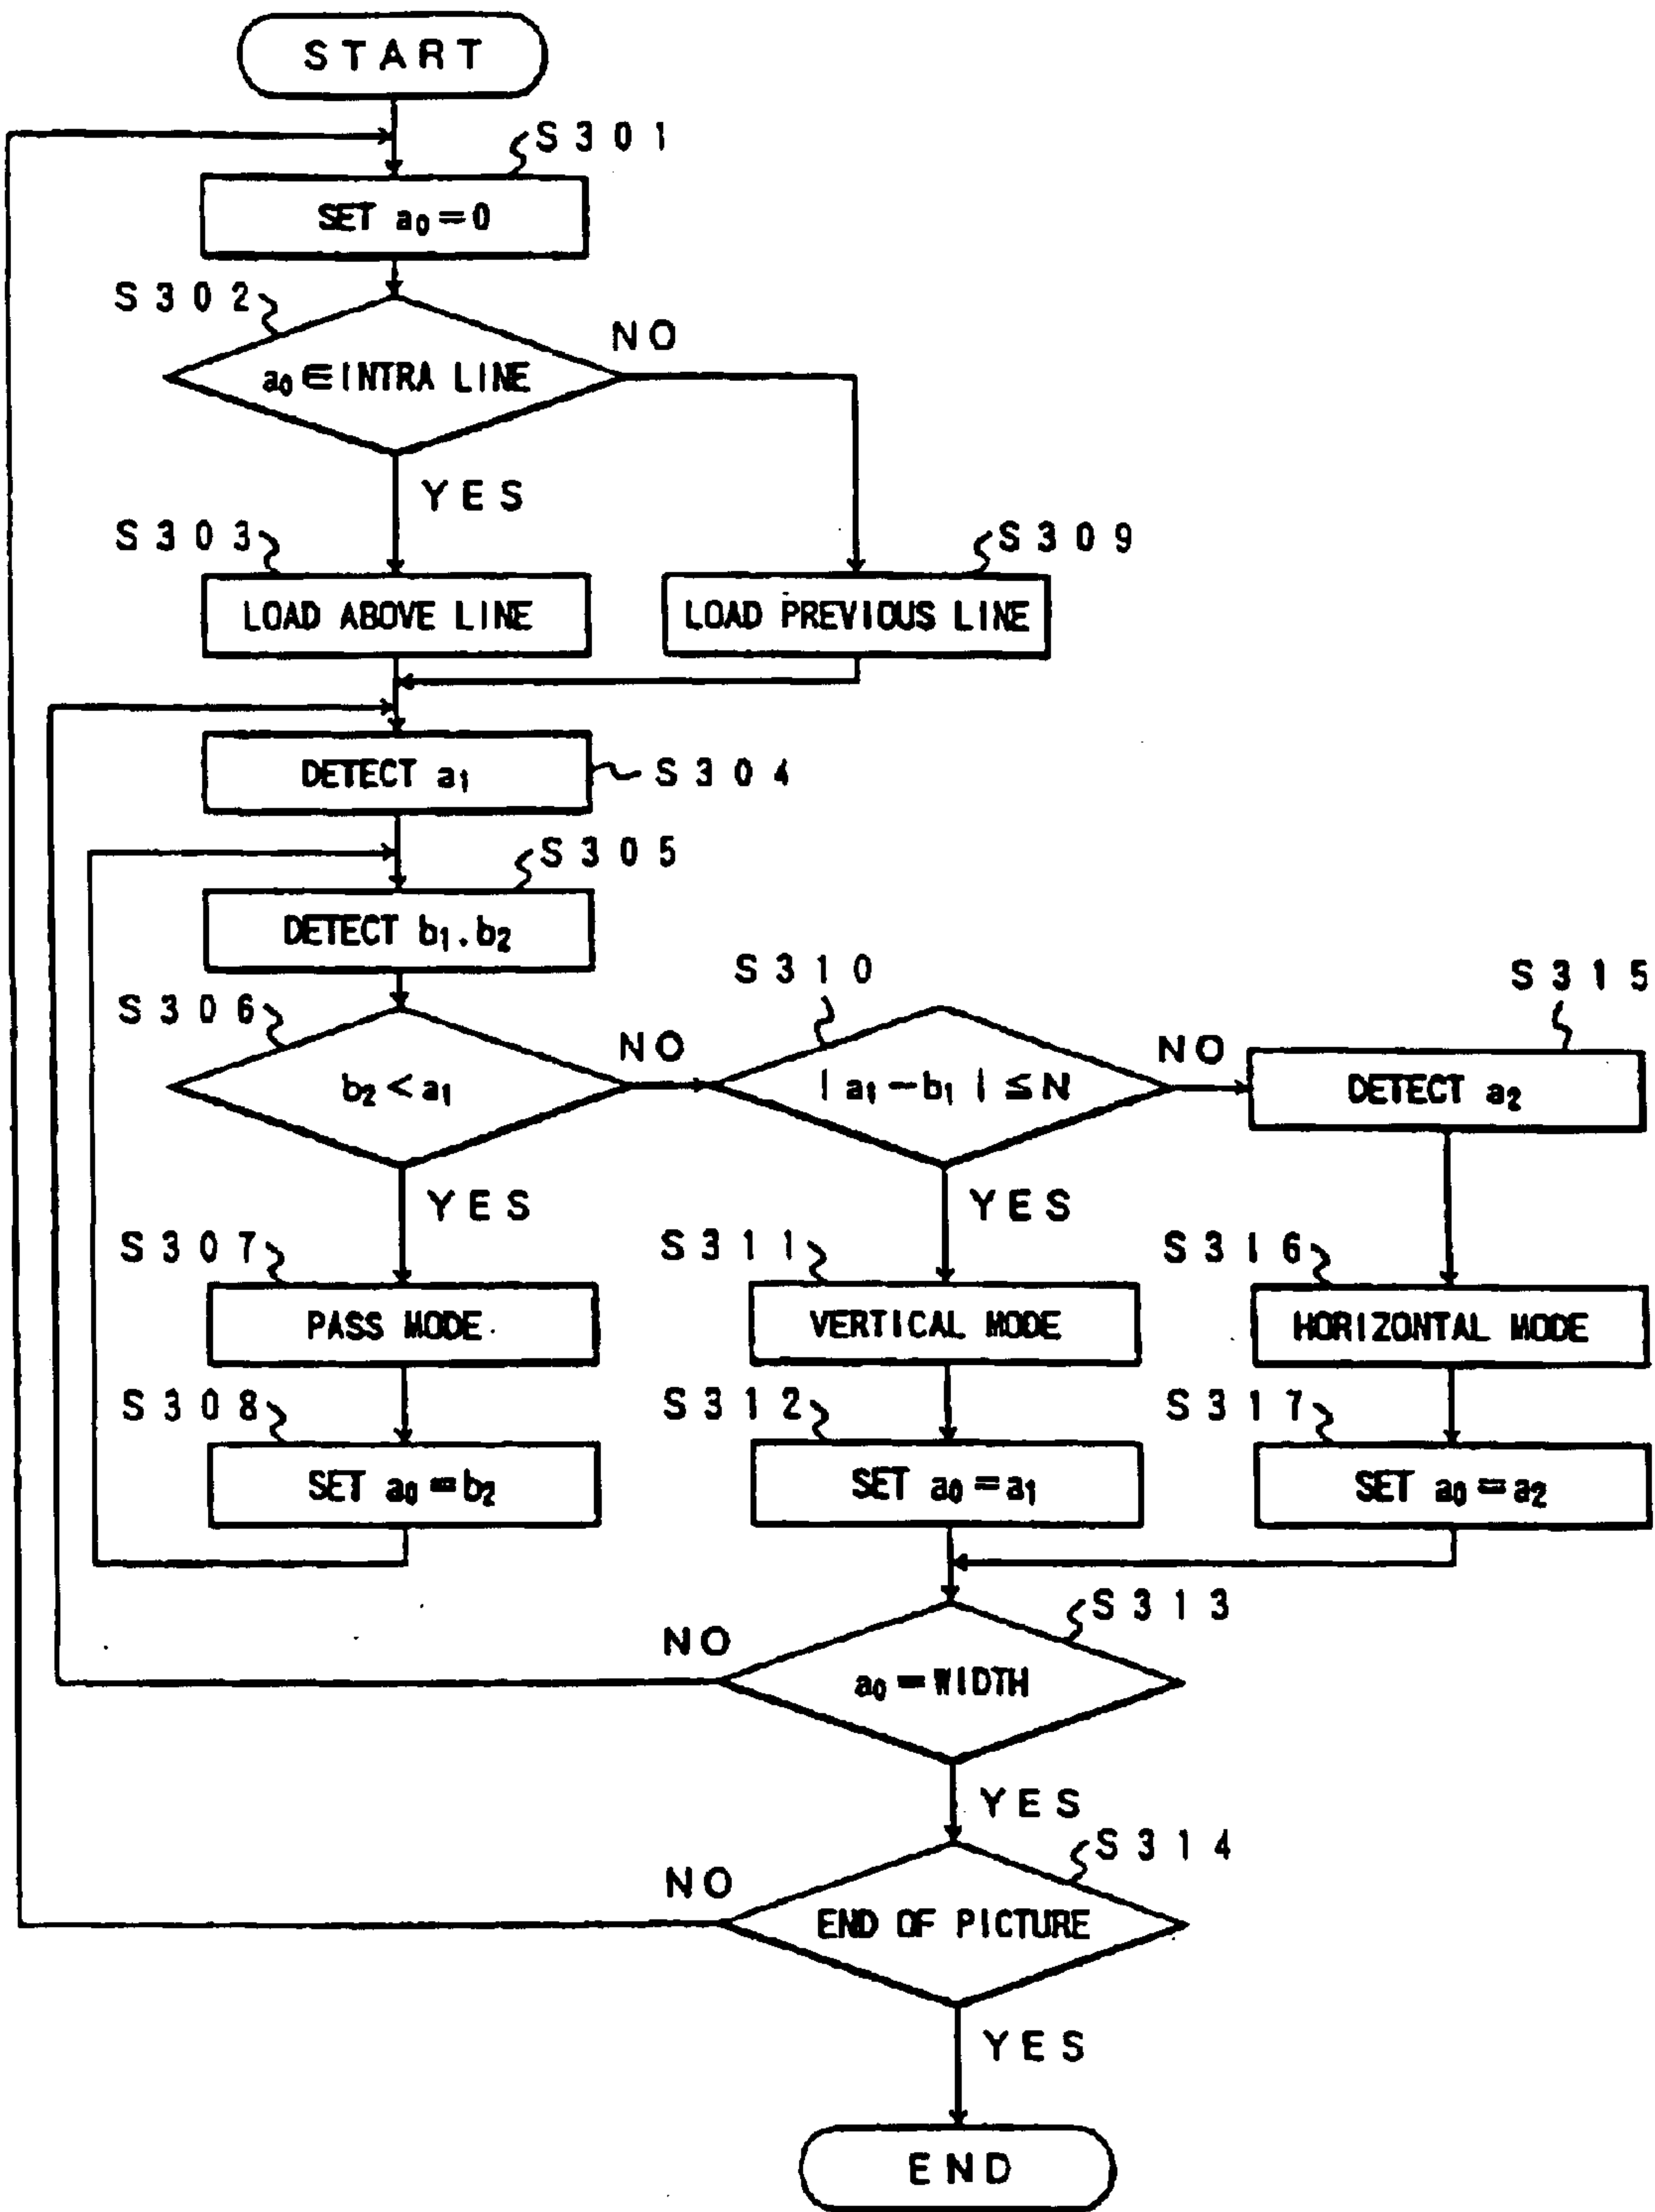 START
S301
SET a₀=0
S302
a₀∈INTRA LINE
NO
YES
S303
LOAD ABOVE LINE
S309
LOAD PREVIOUS LINE
DETECT a₁
S304
S305
DETECT b₁.b₂
S306
b₂<a₁
NO
S310
|a₁−b₁|≤N
NO
S315
DETECT a₂
YES
YES
S307
PASS MODE
S311
VERTICAL MODE
S316
HORIZONTAL MODE
S308
SET a₀=b₂
S312
SET a₀=a₁
S317
SET a₀=a₂
S313
NO
a₀=WIDTH
YES
S314
NO
END OF PICTURE
YES
END